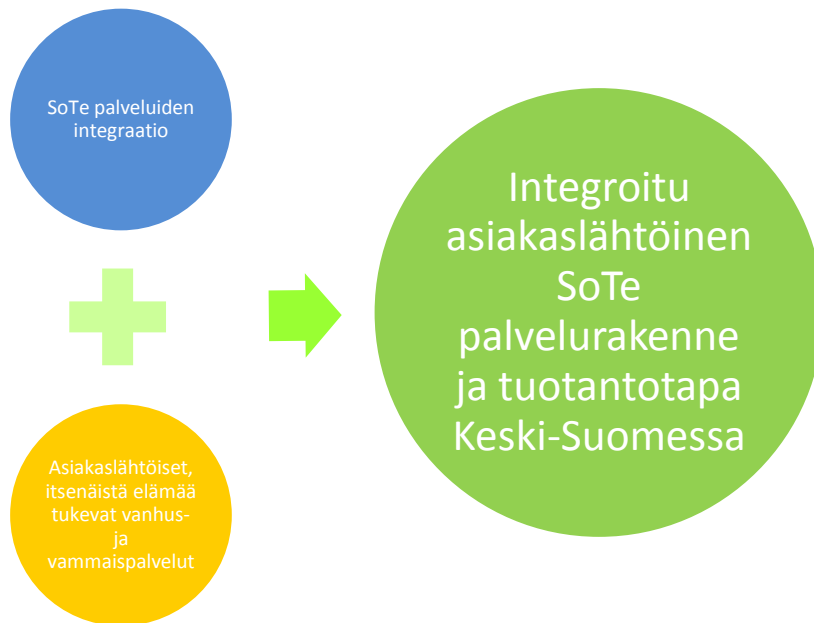 SoTe palveluiden
integraatio
Asiakaslähtöiset,
itsenäistä elämää
tukevat vanhus-
ja
vammaispalvelut
Integroitu
asiakaslähtöinen
SoTe
palvelurakenne
ja tuotantotapa
Keski-Suomessa